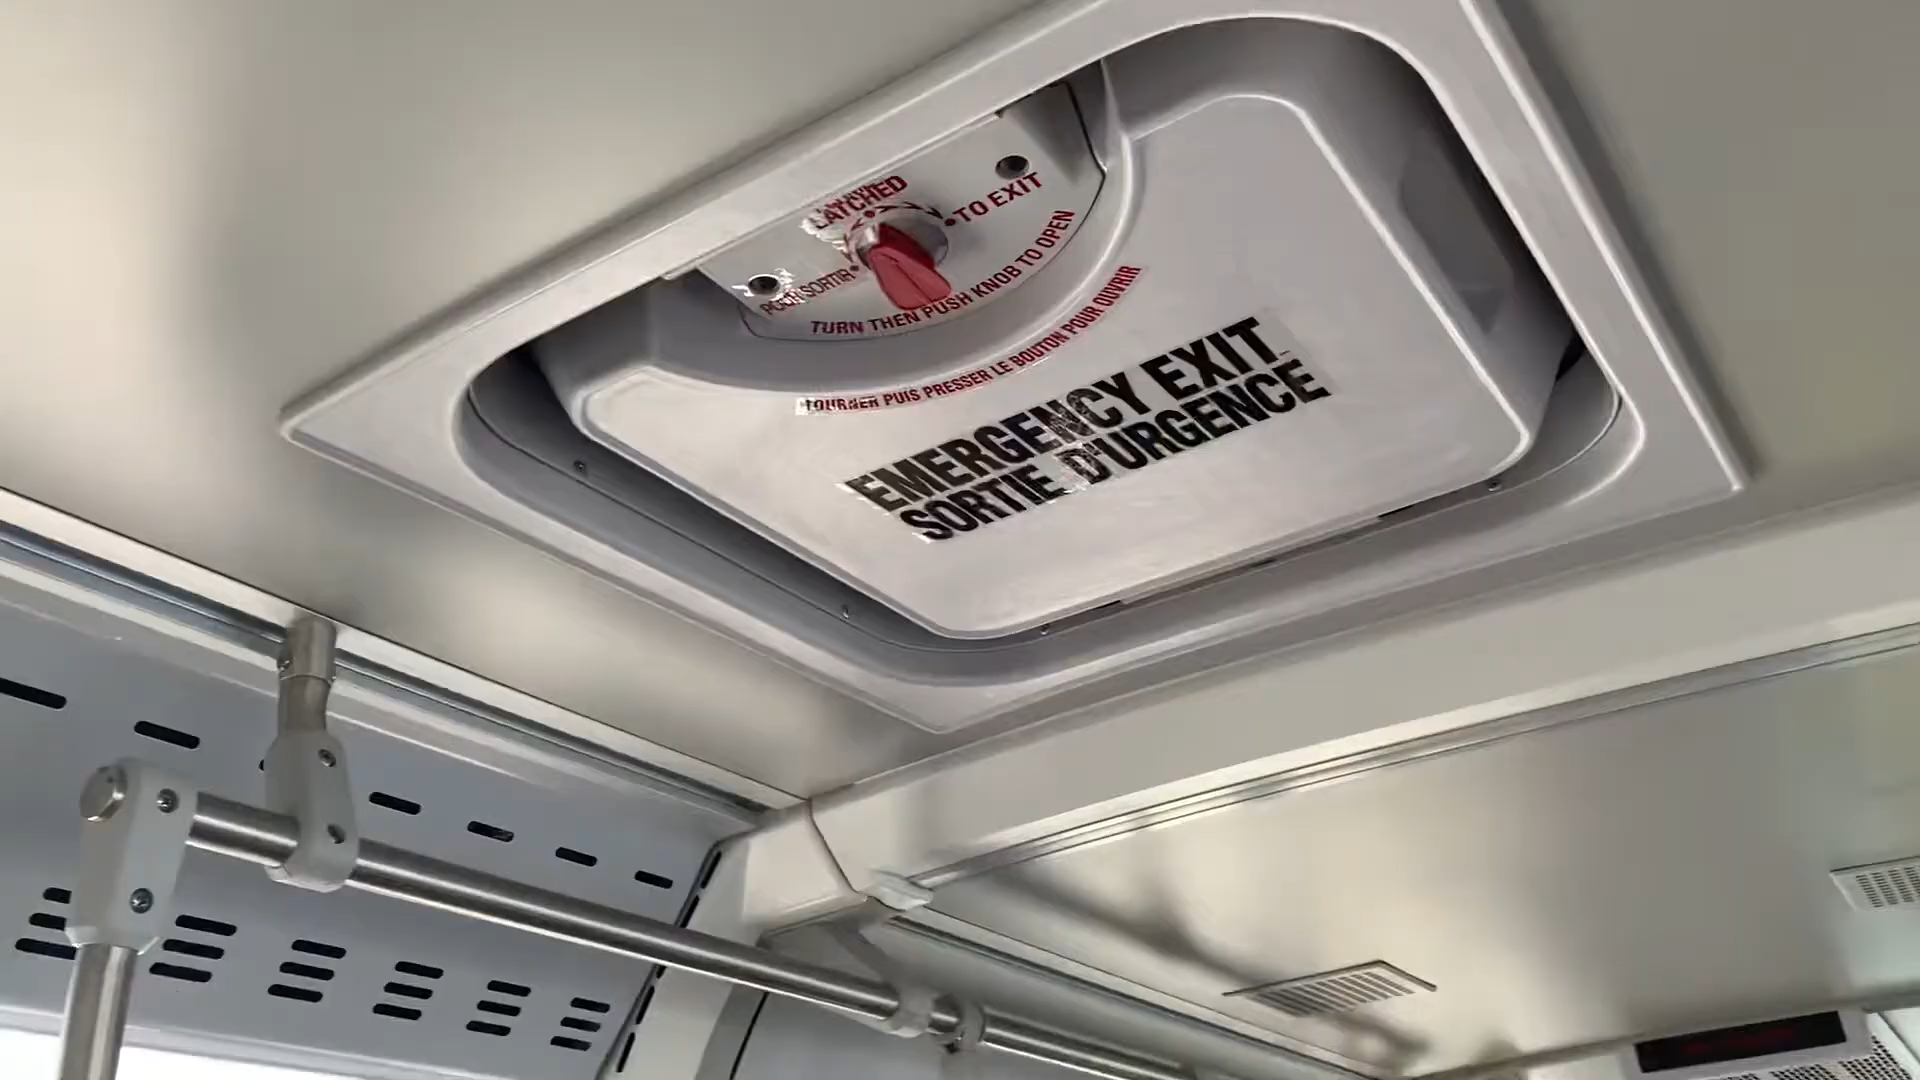 LATCHED
TO EXIT
POUR SORTIR
TURN THEN PUSH KNOB TO OPEN
TOURNER PUIS PRESSER LE BOUTON POUR OUVRIR
EMERGENCY EXIT
SORTIE D'URGENCE